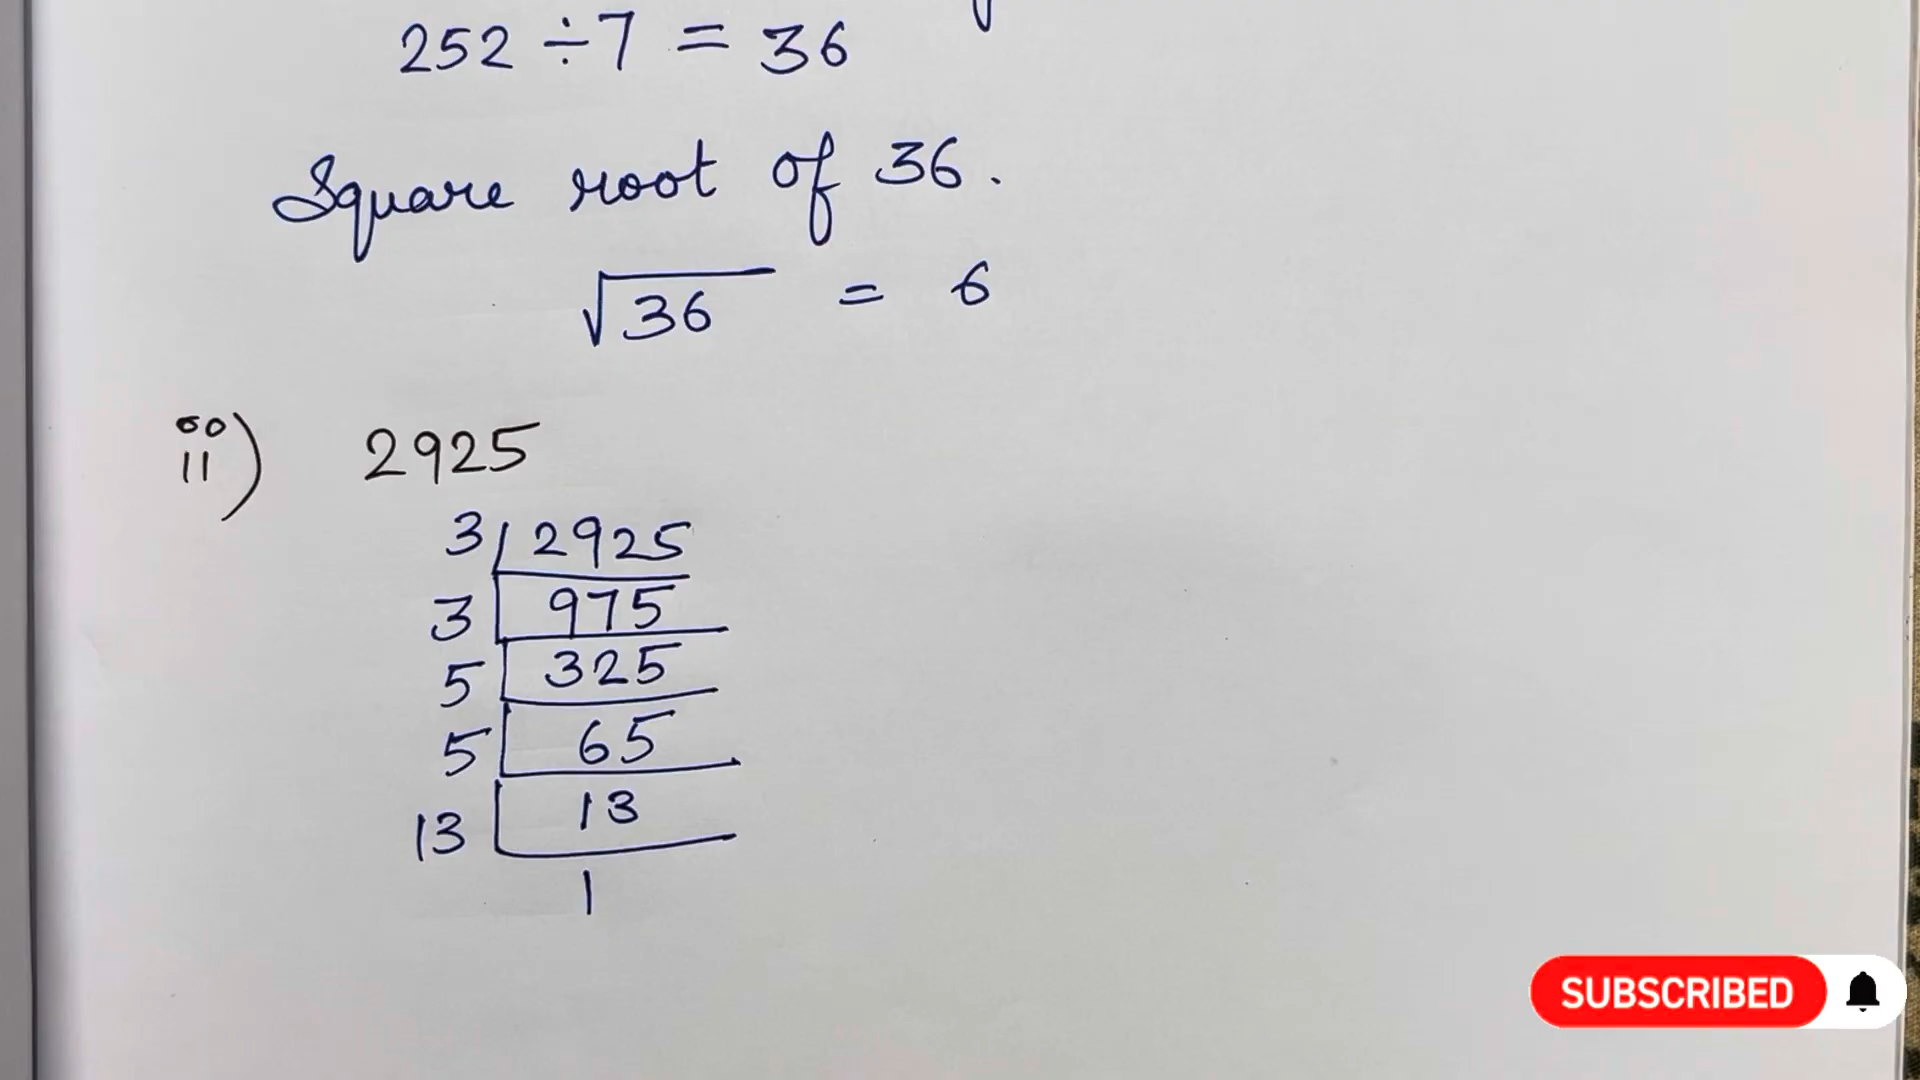 252 ÷ 7 = 36
Square root of 36.
√36 = 6
ii) 2925
3 | 2925
3 | 975
5 | 325
5 | 65
13 | 13
1
SUBSCRIBED